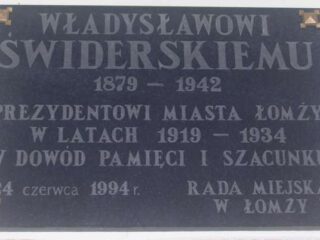 WŁADYSŁAWOWI
ŚWIDERSKIEMU
1879 - 1942
PREZYDENTOWI MIASTA ŁOMŻY
W LATACH 1919 - 1934
W DOWÓD PAMIĘCI I SZACUNKU
24 czerwca 1994 r. RADA MIEJSKA
W ŁOMŻY